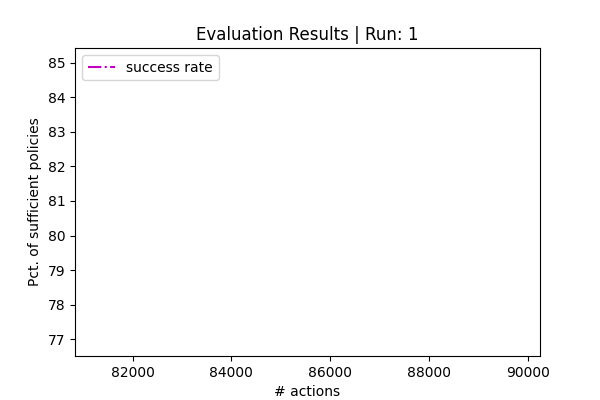 Evaluation Results | Run: 1
success rate
Pct. of sufficient policies
85
84
83
82
81
80
79
78
77
82000 84000 86000 88000 90000
# actions